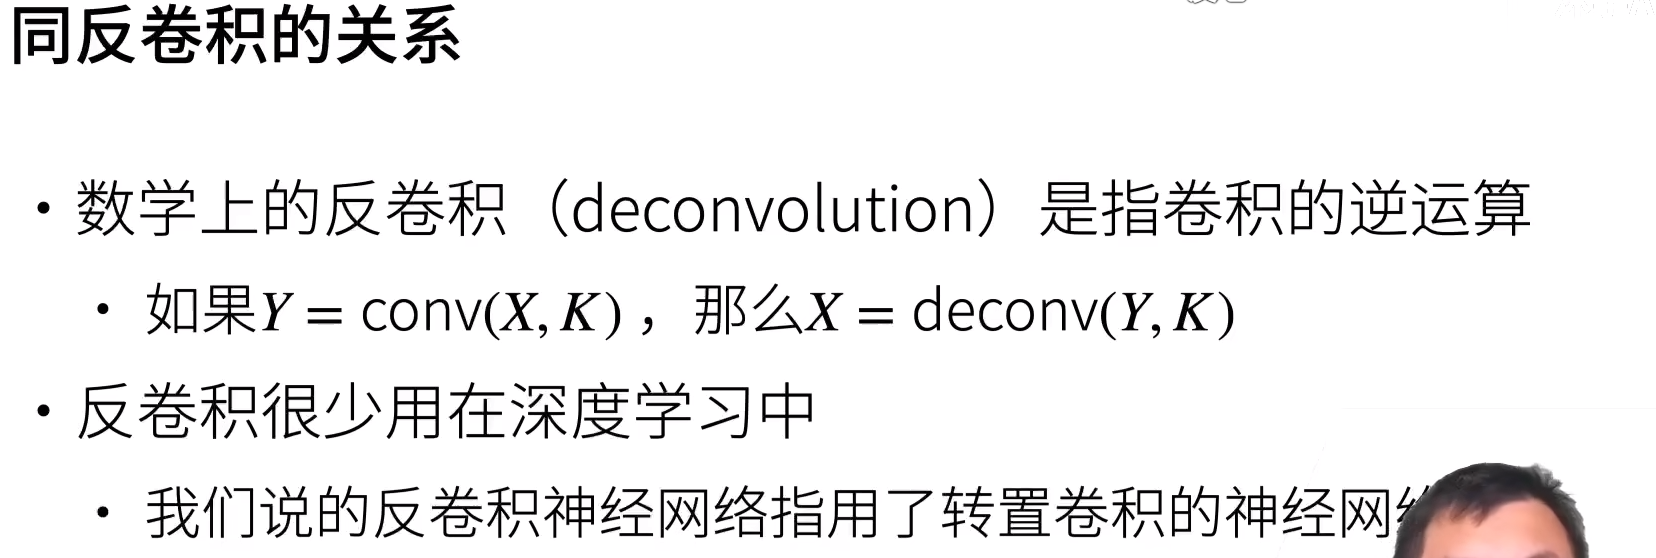 同反卷积的关系
• 数学上的反卷积（deconvolution）是指卷积的逆运算
• 如果Y = conv(X, K)，那么X = deconv(Y, K)
• 反卷积很少用在深度学习中
• 我们说的反卷积神经网络指用了转置卷积的神经网